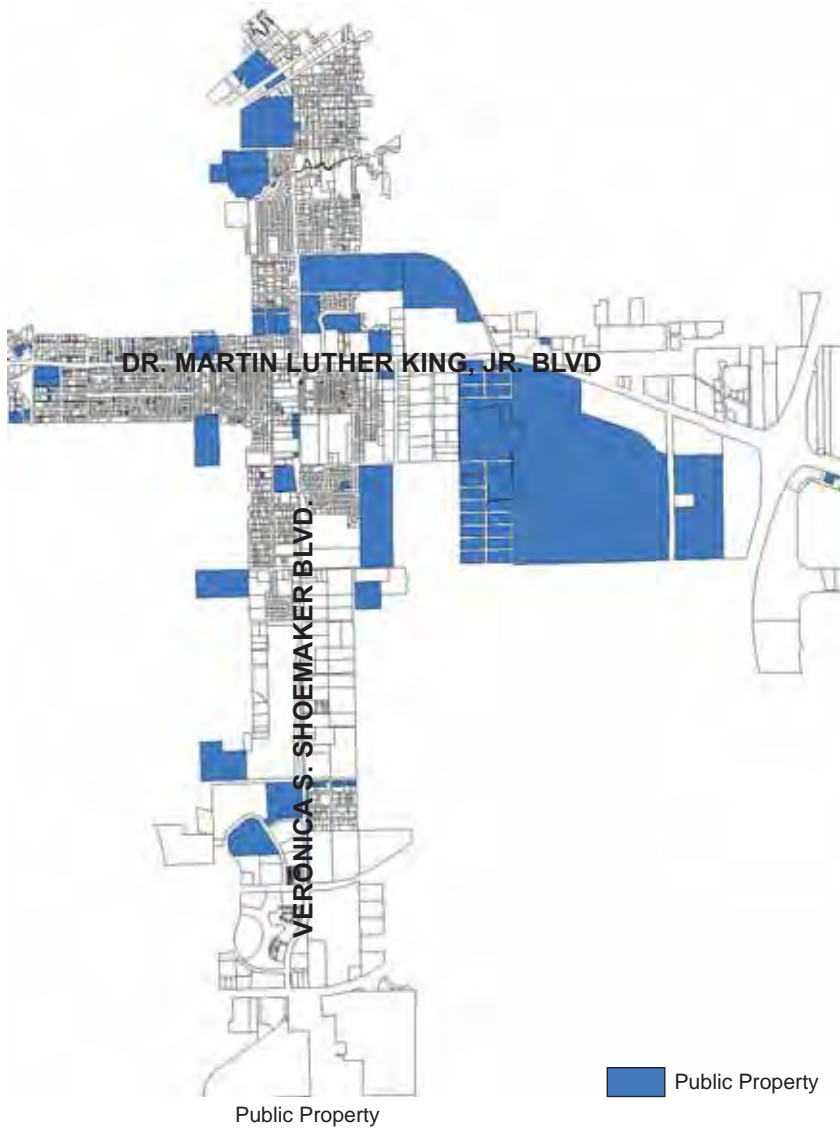 DR. MARTIN LUTHER KING, JR. BLVD
VERONICA S. SHOEMAKER BLVD.
Public Property
Public Property